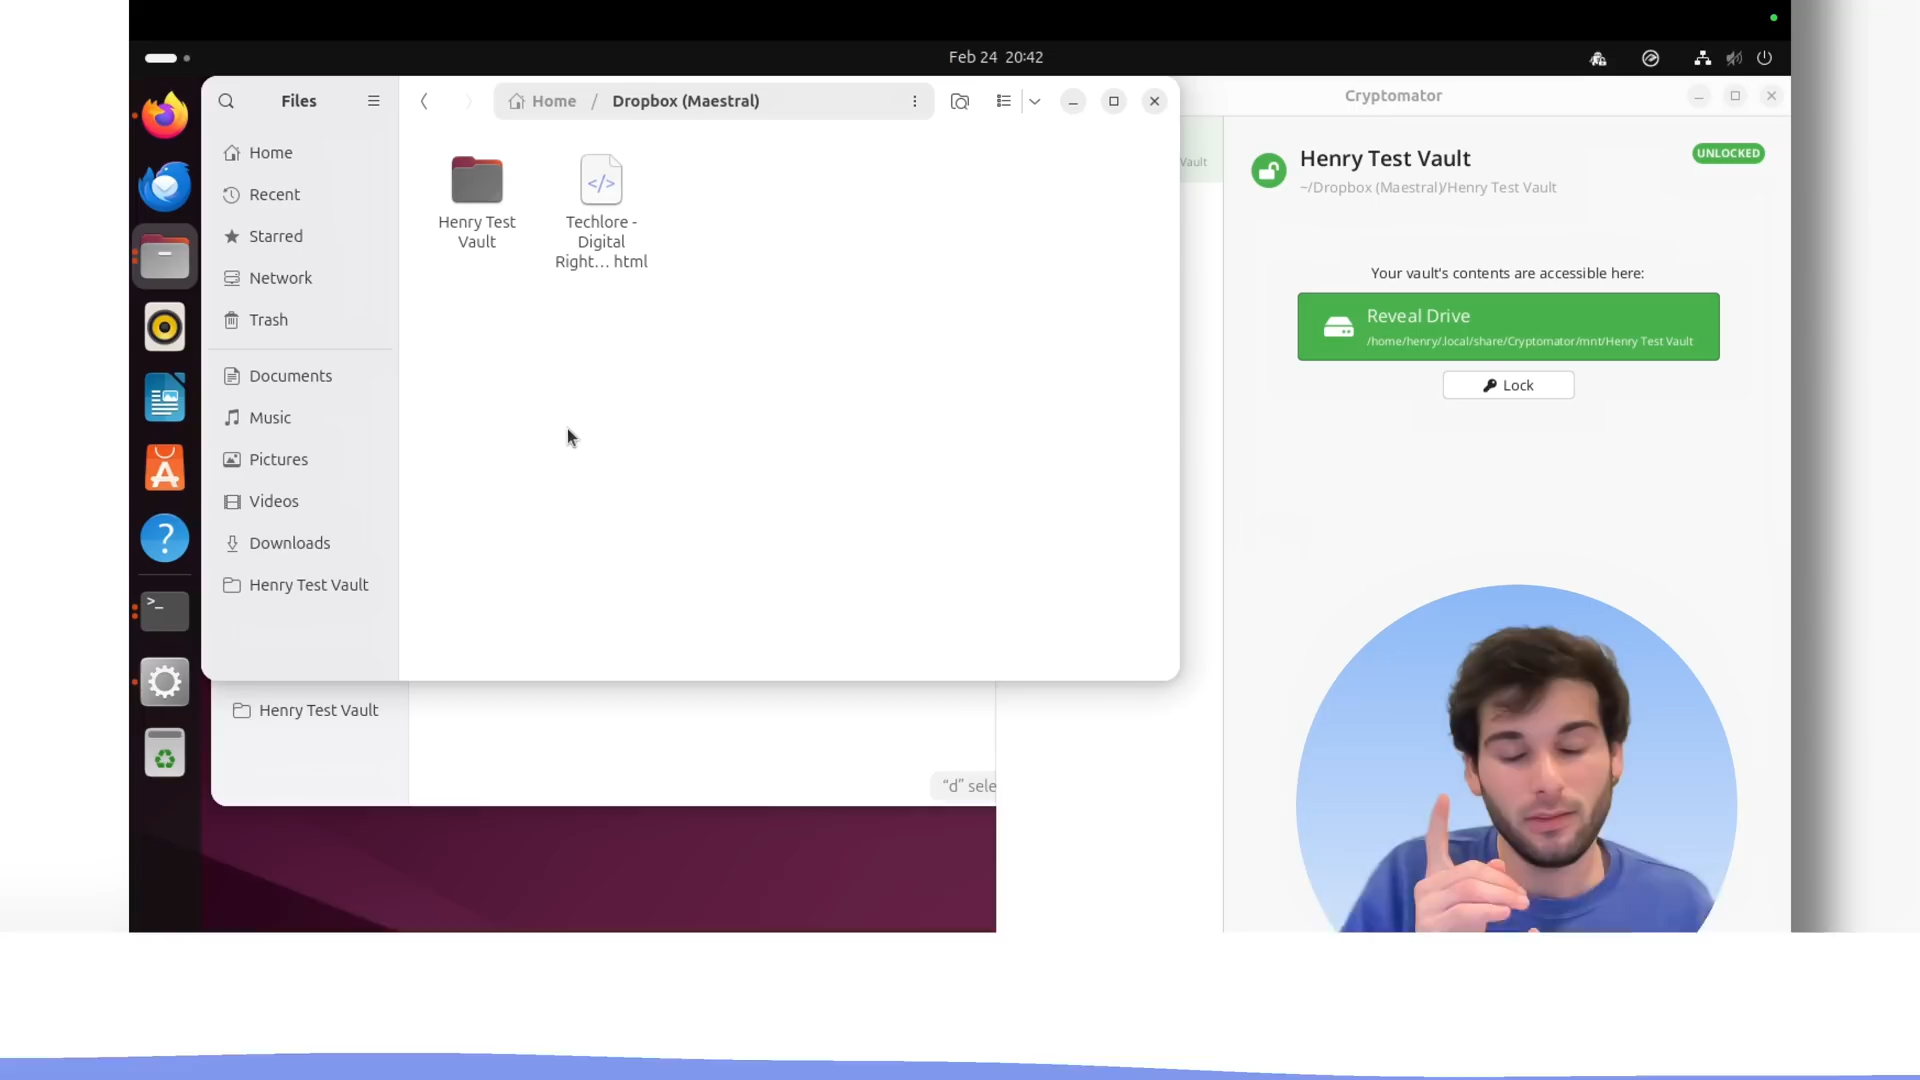 Feb 24 20:42
Files
Home / Dropbox (Maestral)
Home
Recent
Starred
Network
Trash
Documents
Music
Pictures
Videos
Downloads
Henry Test Vault
Henry Test
Vault
Techlore -
Digital
Right… html
Henry Test Vault
"d" sele
Cryptomator
Vault
Henry Test Vault
UNLOCKED
~/Dropbox (Maestral)/Henry Test Vault
Your vault's contents are accessible here:
Reveal Drive
/home/henry/.local/share/Cryptomator/mnt/Henry Test Vault
Lock